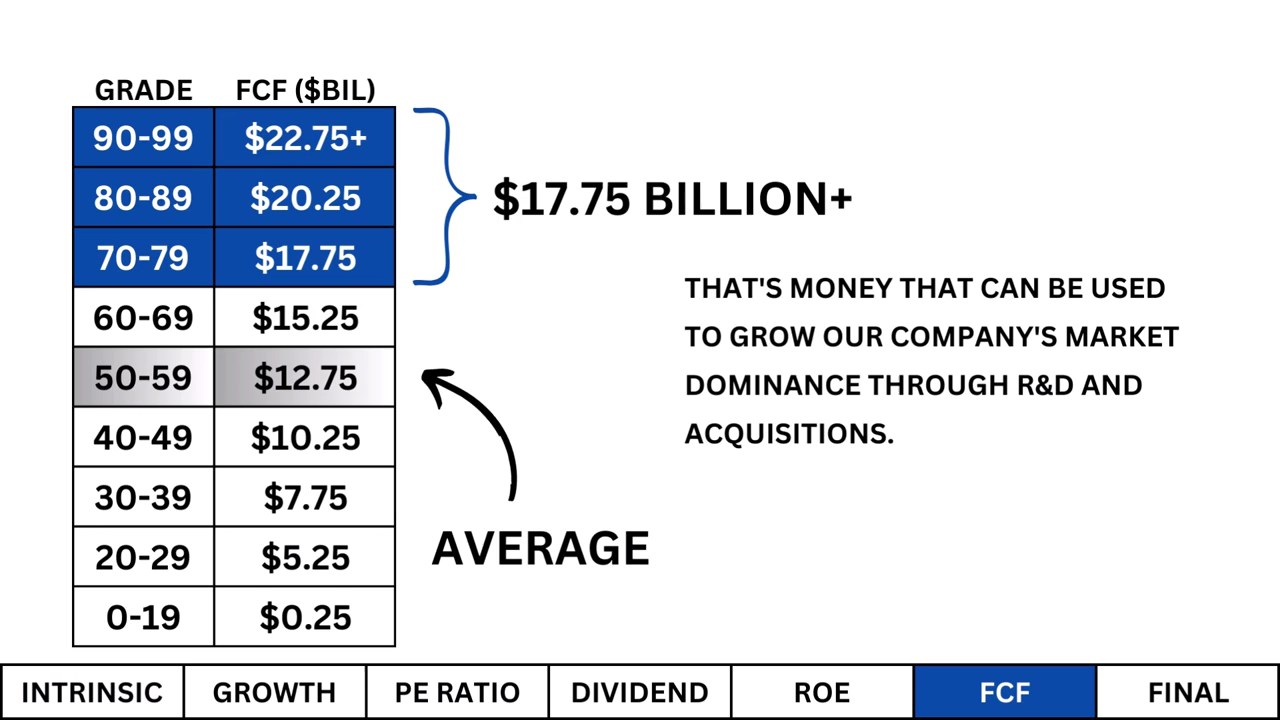 GRADE FCF ($BIL)
90-99 $22.75+
80-89 $20.25
70-79 $17.75
60-69 $15.25
50-59 $12.75
40-49 $10.25
30-39 $7.75
20-29 $5.25
0-19 $0.25
$17.75 BILLION+
THAT'S MONEY THAT CAN BE USED
TO GROW OUR COMPANY'S MARKET
DOMINANCE THROUGH R&D AND
ACQUISITIONS.
AVERAGE
INTRINSIC GROWTH PE RATIO DIVIDEND ROE FCF FINAL